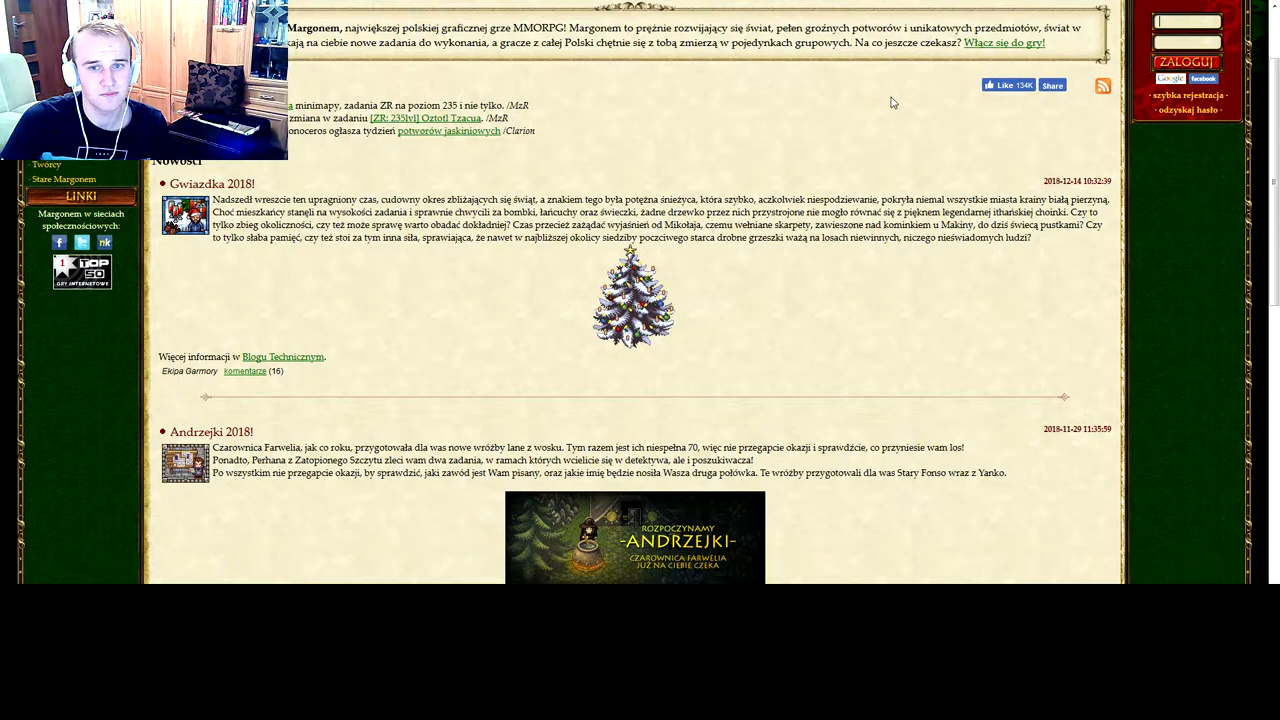 Margonem, największej polskiej graficznej grze MMORPG! Margonem to prężnie rozwijający się świat, pełen groźnych potworów i unikatowych przedmiotów, świat w
kają na ciebie nowe zadania do wykonania, a gracze z całej Polski chętnie się z tobą zmierzą w pojedynkach grupowych. Na co jeszcze czekasz? Włącz się do gry!
ZALOGUJ
Google facebook
· szybka rejestracja ·
· odzyskaj hasło ·
Like 134K Share
a minimapy, zadania ZR na poziom 235 i nie tylko. /MzR
zmiana w zadaniu [ZR: 235lvl] Oztotl Tzacua. /MzR
onoceros ogłasza tydzień potworów jaskiniowych /Clarion
· Twórcy
· Stare Margonem
LINKI
Margonem w sieciach
społecznościowych:
f t nk
1 TOP 50
GRY INTERNETOWE
Nowości
• Gwiazdka 2018!
2018-12-14 10:32:39
Nadszedł wreszcie ten upragniony czas, cudowny okres zbliżających się świąt, a znakiem tego była potężna śnieżyca, która szybko, aczkolwiek niespodziewanie, pokryła niemal wszystkie miasta krainy białą pierzyną.
Choć mieszkańcy stanęli na wysokości zadania i sprawnie chwycili za bombki, łańcuchy oraz świeczki, żadne drzewko przez nich przystrojone nie mogło równać się z pięknem legendarnej ithańskiej choinki. Czy to
tylko zbieg okoliczności, czy też może sprawę warto obadać dokładniej? Czas przecież zażądać wyjaśnień od Mikołaja, czemu wełniane skarpety, zawieszone nad kominkiem u Makiny, do dziś świecą pustkami? Czy
to tylko słaba pamięć, czy też stoi za tym inna siła, sprawiająca, że nawet w najbliższej okolicy siedziby poczciwego starca drobne grzeszki ważą na losach niewinnych, niczego nieświadomych ludzi?
Więcej informacji w Blogu Technicznym.
Ekipa Garmory komentarze (16)
• Andrzejki 2018!
2018-11-29 11:35:59
Czarownica Farwelia, jak co roku, przygotowała dla was nowe wróżby lane z wosku. Tym razem jest ich niespełna 70, więc nie przegapcie okazji i sprawdźcie, co przyniesie wam los!
Ponadto, Perhana z Zatopionego Szczytu zleci wam dwa zadania, w ramach których wcielicie się w detektywa, ale i poszukiwacza!
Po wszystkim nie przegapcie okazji, by sprawdzić, jaki zawód jest Wam pisany, oraz jakie imię będzie nosiła Wasza druga połówka. Te wróżby przygotowali dla was Stary Fonso wraz z Yanko.
ROZPOCZYNAMY
-ANDRZEJKI-
CZAROWNICA FARWELIA
JUŻ NA CIEBIE CZEKA